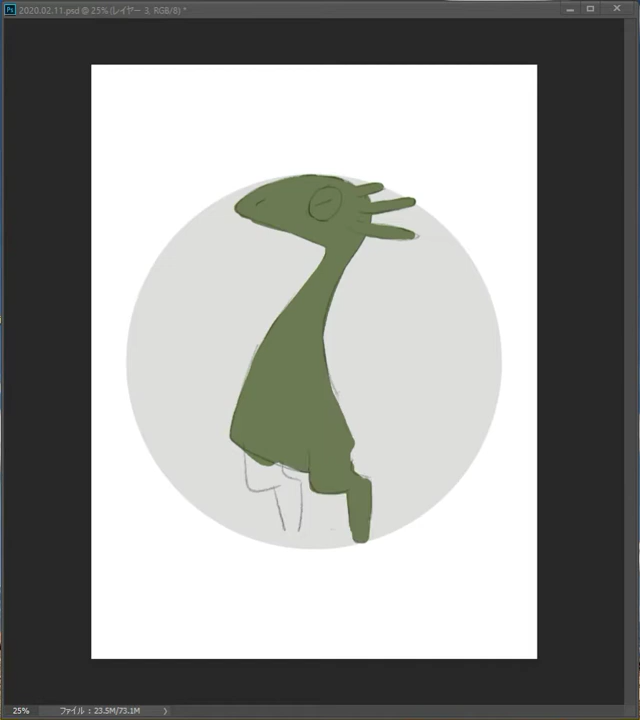 Ps 2020.02.11.psd @ 25% (レイヤー 3, RGB/8) *
25% ファイル : 23.5M/73.1M